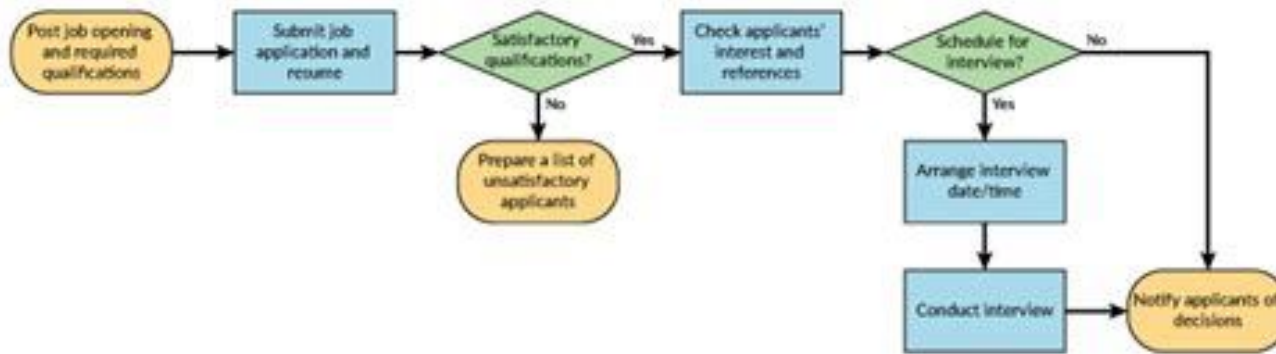 Post job opening
and required
qualifications
Submit job
application and
resume
Satisfactory
qualifications?
Yes
No
Prepare a list of
unsatisfactory
applicants
Check applicants'
interest and
references
Schedule for
interview?
No
Yes
Arrange interview
date/time
Conduct interview
Notify applicants of
decisions